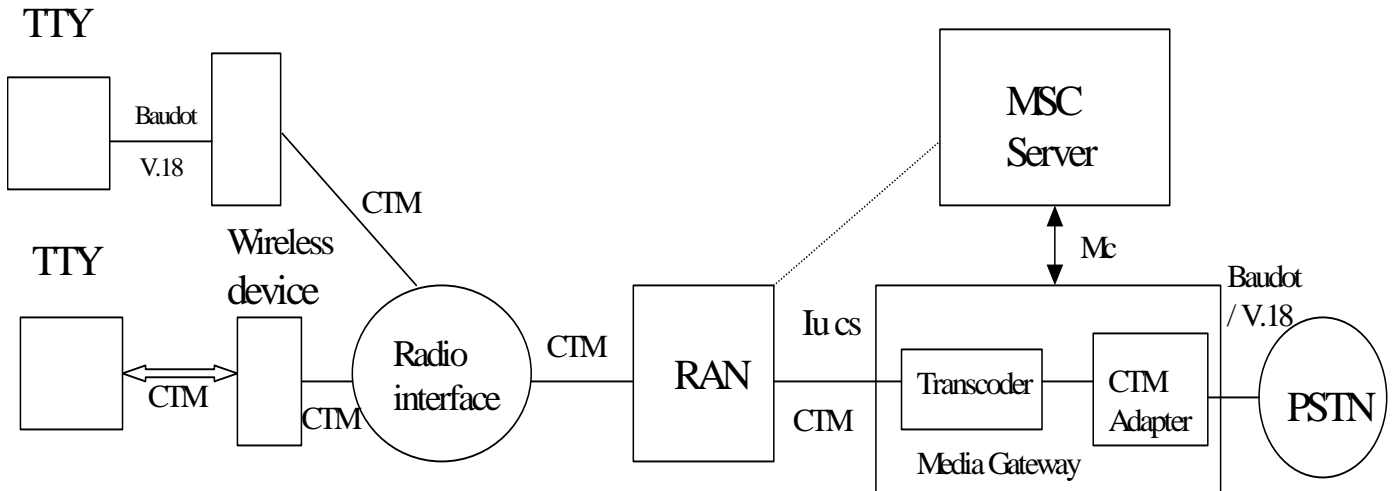 TTY
Baudot
V.18
CTM
MSC
Server
Wireless
device
TTY
Mc
Baudot
/ V.18
Iu cs
Radio
interface
CTM
RAN
Transcoder
CTM
Adapter
PSTN
CTM
CTM
CTM
Media Gateway